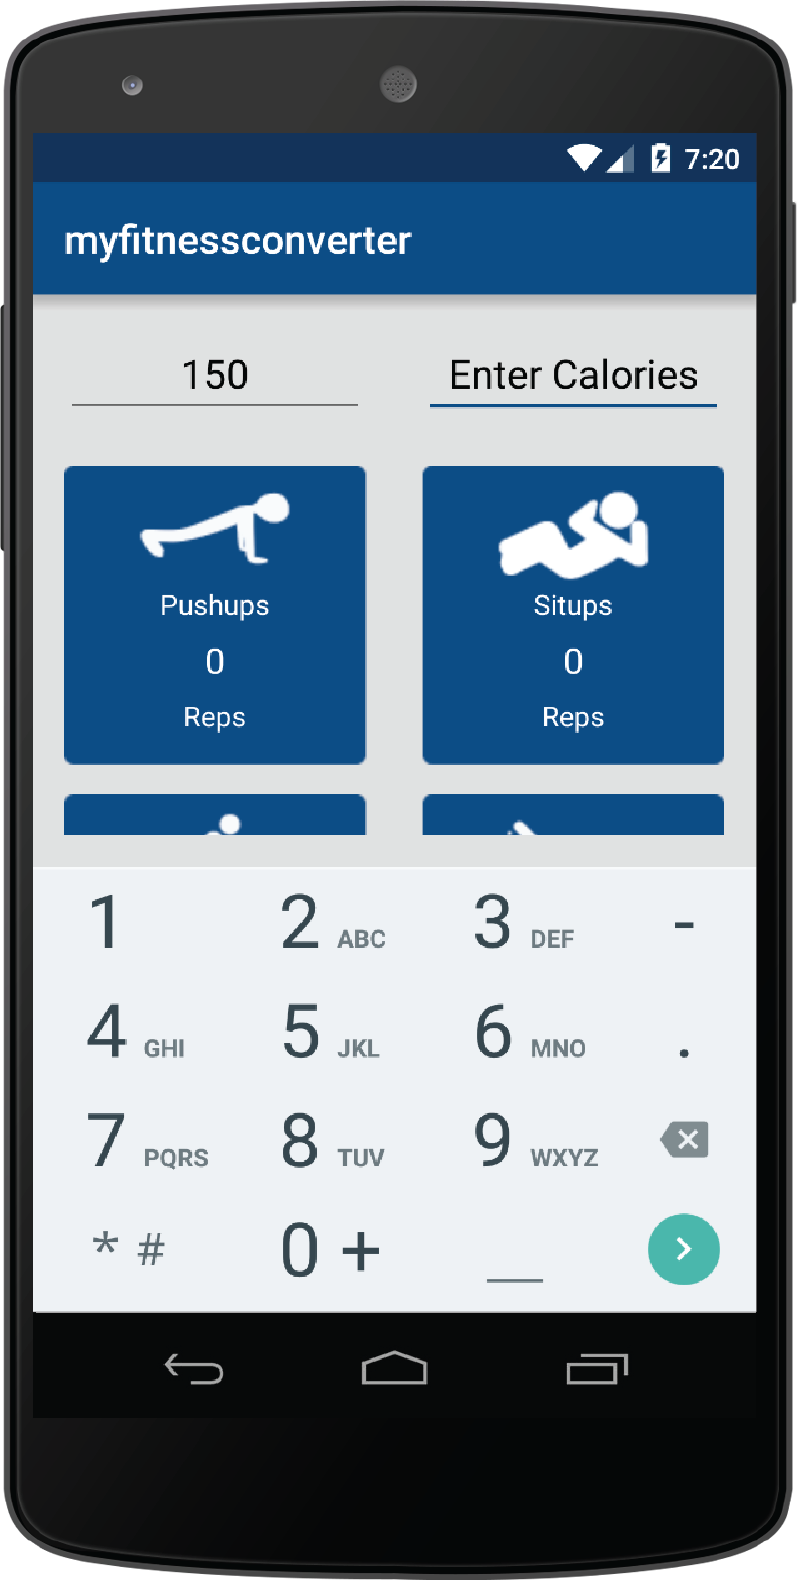 7:20
myfitnessconverter
150 Enter Calories
Pushups Situps
0 0
Reps Reps
1 2 ABC 3 DEF -
4 GHI 5 JKL 6 MNO .
7 PQRS 8 TUV 9 WXYZ
* # 0 +